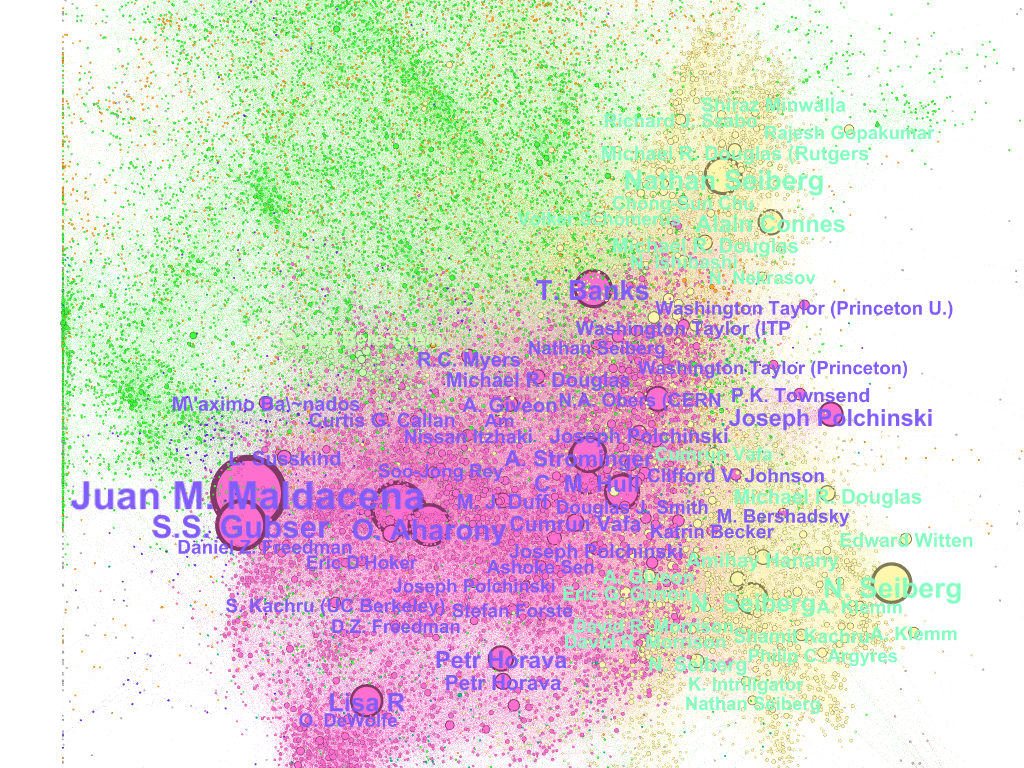 Shiraz Minwalla
Richard J. Szabo
Rajesh Gopakumar
Michael R. Douglas (Rutgers
Nathan Seiberg
Chong-Sun Chu
Volker Schomerus
Alain Connes
Michael R. Douglas
N. Nekrasov
T. Banks
Washington Taylor (Princeton U.)
Washington Taylor (ITP
Nathan Seiberg
R.C. Myers
Washington Taylor (Princeton)
Michael R. Douglas
M\'aximo Ba\~nados
A. Giveon
N.A. Obers (CERN
P.K. Townsend
Curtis G. Callan
Joseph Polchinski
Nissan Itzhaki
Joseph Polchinski
L. Susskind
A. Strominger
Cumrun Vafa
Soo-Jong Rey
Clifford V. Johnson
C. M. Hull
Juan M. Maldacena
M. J. Duff
Michael R. Douglas
Douglas J. Smith
M. Bershadsky
S.S. Gubser
O. Aharony
Cumrun Vafa
Katrin Becker
Daniel Z. Freedman
Edward Witten
Joseph Polchinski
Eric D'Hoker
Ashoke Sen
Amihay Hanany
A. Giveon
Joseph Polchinski
Eric G. Gimon
N. Seiberg
S. Kachru (UC Berkeley)
Stefan Forste
N. Seiberg
A. Klemm
D.Z. Freedman
David R. Morrison
Shamit Kachru
A. Klemm
David R. Morrison
Philip C. Argyres
Petr Horava
N. Seiberg
Petr Horava
K. Intriligator
Lisa R
Nathan Seiberg
O. DeWolfe